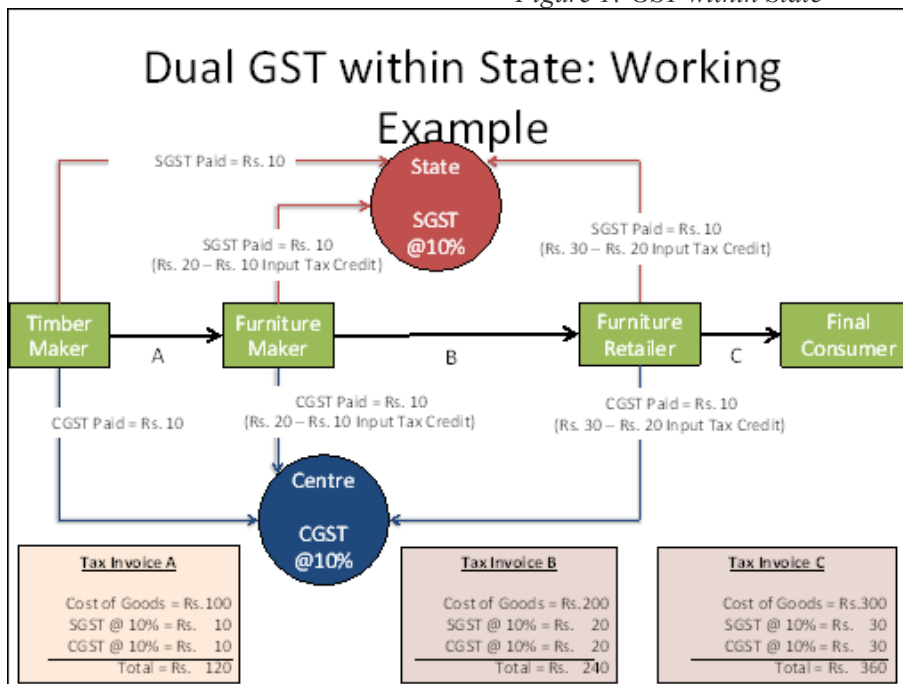 Figure 1: GST within State
Dual GST within State: Working
Example
SGST Paid = Rs. 10
State
SGST
@10%
SGST Paid = Rs. 10
(Rs. 20 – Rs. 10 Input Tax Credit)
SGST Paid = Rs. 10
(Rs. 30 – Rs. 20 Input Tax Credit)
Timber
Maker
A
Furniture
Maker
B
Furniture
Retailer
C
Final
Consumer
CGST Paid = Rs. 10
CGST Paid = Rs. 10
(Rs. 20 – Rs. 10 Input Tax Credit)
CGST Paid = Rs. 10
(Rs. 30 – Rs. 20 Input Tax Credit)
Centre
CGST
@10%
Tax Invoice A
Cost of Goods = Rs.100
SGST @ 10% = Rs. 10
CGST @ 10% = Rs. 10
Total = Rs. 120
Tax Invoice B
Cost of Goods = Rs.200
SGST @ 10% = Rs. 20
CGST @ 10% = Rs. 20
Total = Rs. 240
Tax Invoice C
Cost of Goods = Rs.300
SGST @ 10% = Rs. 30
CGST @ 10% = Rs. 30
Total = Rs. 360